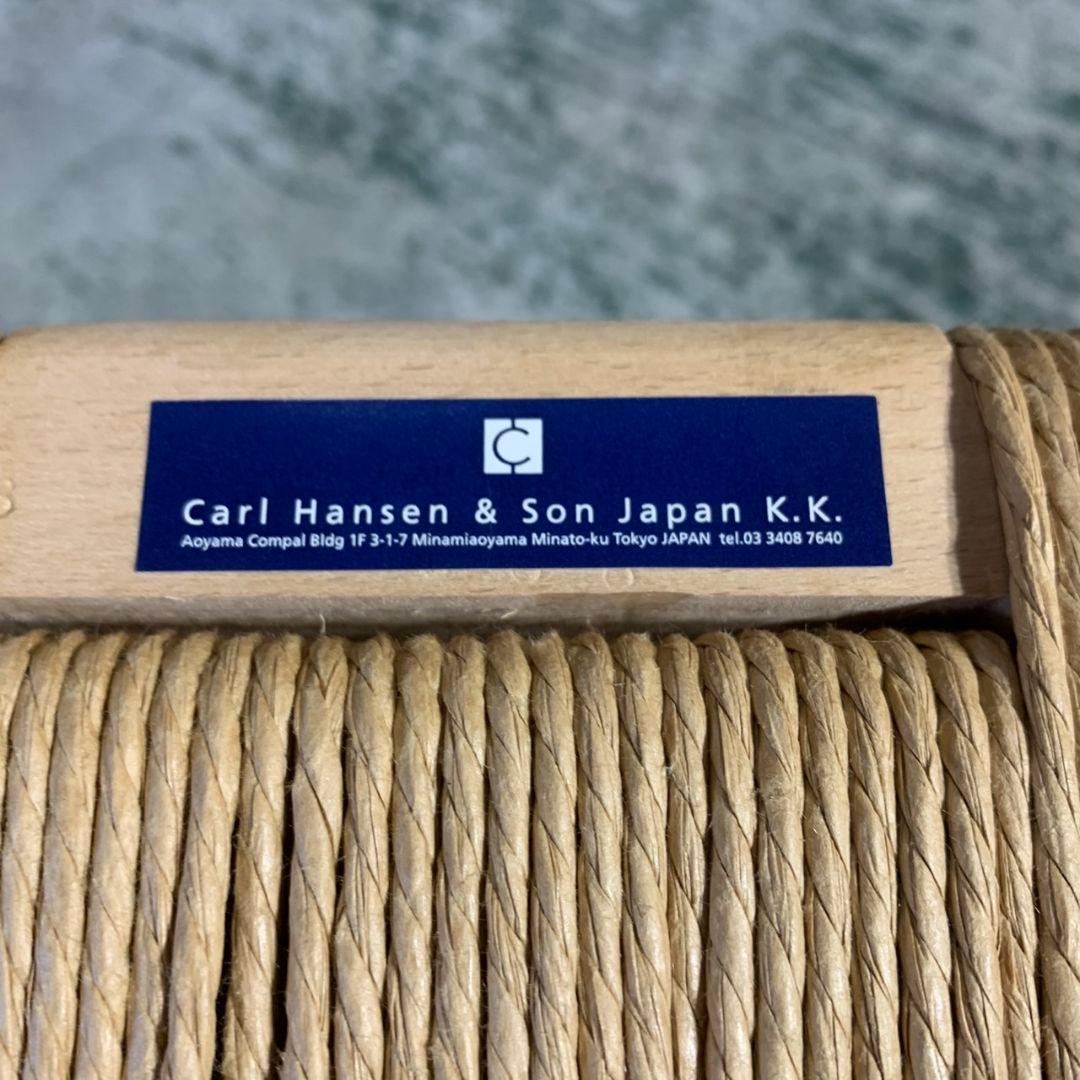 C
Carl Hansen & Son Japan K.K.
Aoyama Compal Bldg 1F 3-1-7 Minamiaoyama Minato-ku Tokyo JAPAN tel.03 3408 7640